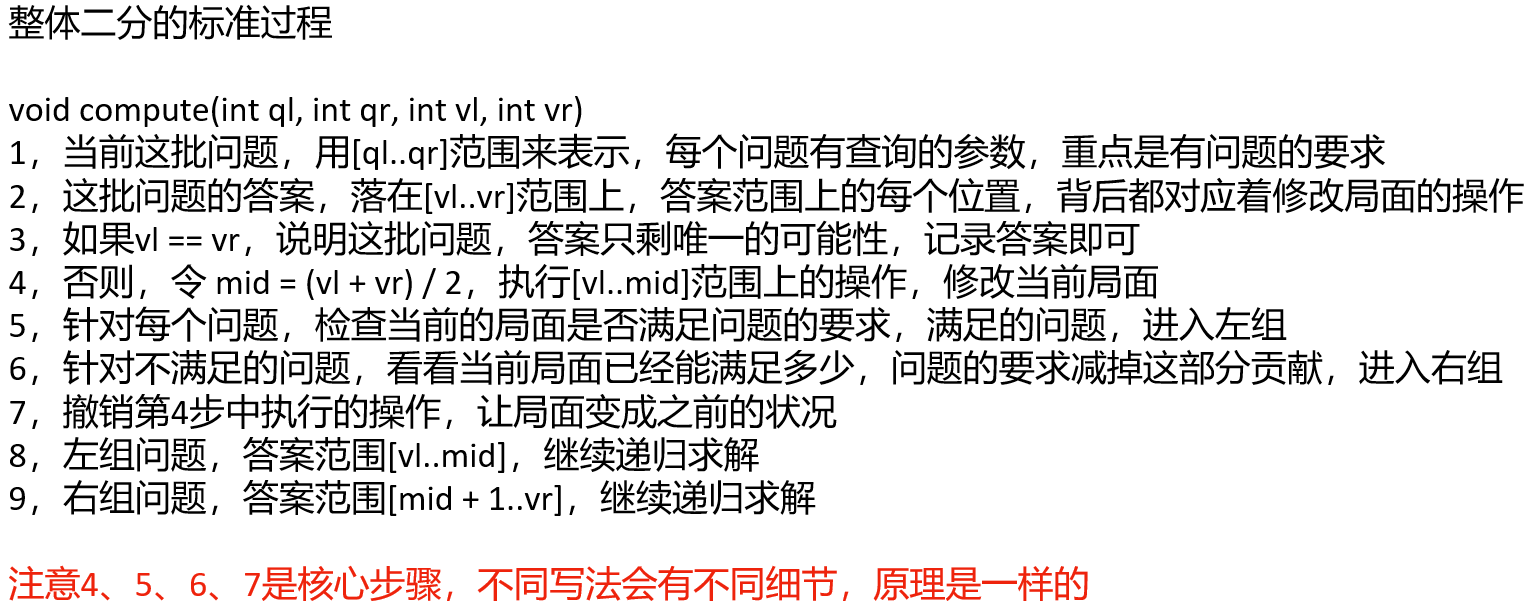 整体二分的标准过程
void compute(int ql, int qr, int vl, int vr)
1，当前这批问题，用[ql..qr]范围来表示，每个问题有查询的参数，重点是有问题的要求
2，这批问题的答案，落在[vl..vr]范围上，答案范围上的每个位置，背后都对应着修改局面的操作
3，如果vl == vr，说明这批问题，答案只剩唯一的可能性，记录答案即可
4，否则，令 mid = (vl + vr) / 2，执行[vl..mid]范围上的操作，修改当前局面
5，针对每个问题，检查当前的局面是否满足问题的要求，满足的问题，进入左组
6，针对不满足的问题，看看当前局面已经能满足多少，问题的要求减掉这部分贡献，进入右组
7，撤销第4步中执行的操作，让局面变成之前的状况
8，左组问题，答案范围[vl..mid]，继续递归求解
9，右组问题，答案范围[mid + 1..vr]，继续递归求解
注意4、5、6、7是核心步骤，不同写法会有不同细节，原理是一样的